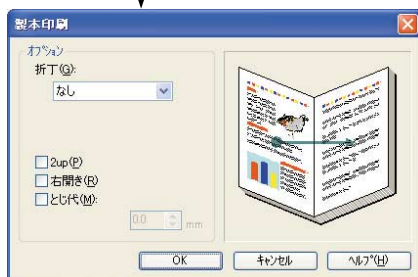 製本印刷
オプション
折丁(G):
なし
2up(P)
右開き(R)
とじ代(M):
0.0 mm
OK キャンセル ヘルプ(H)